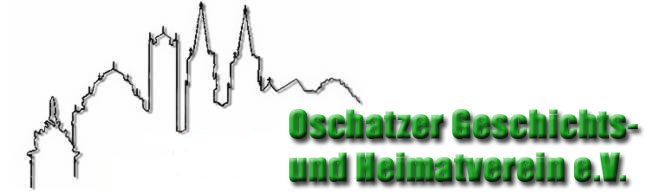 Oschatzer Geschichts-
und Heimatverein e.V.